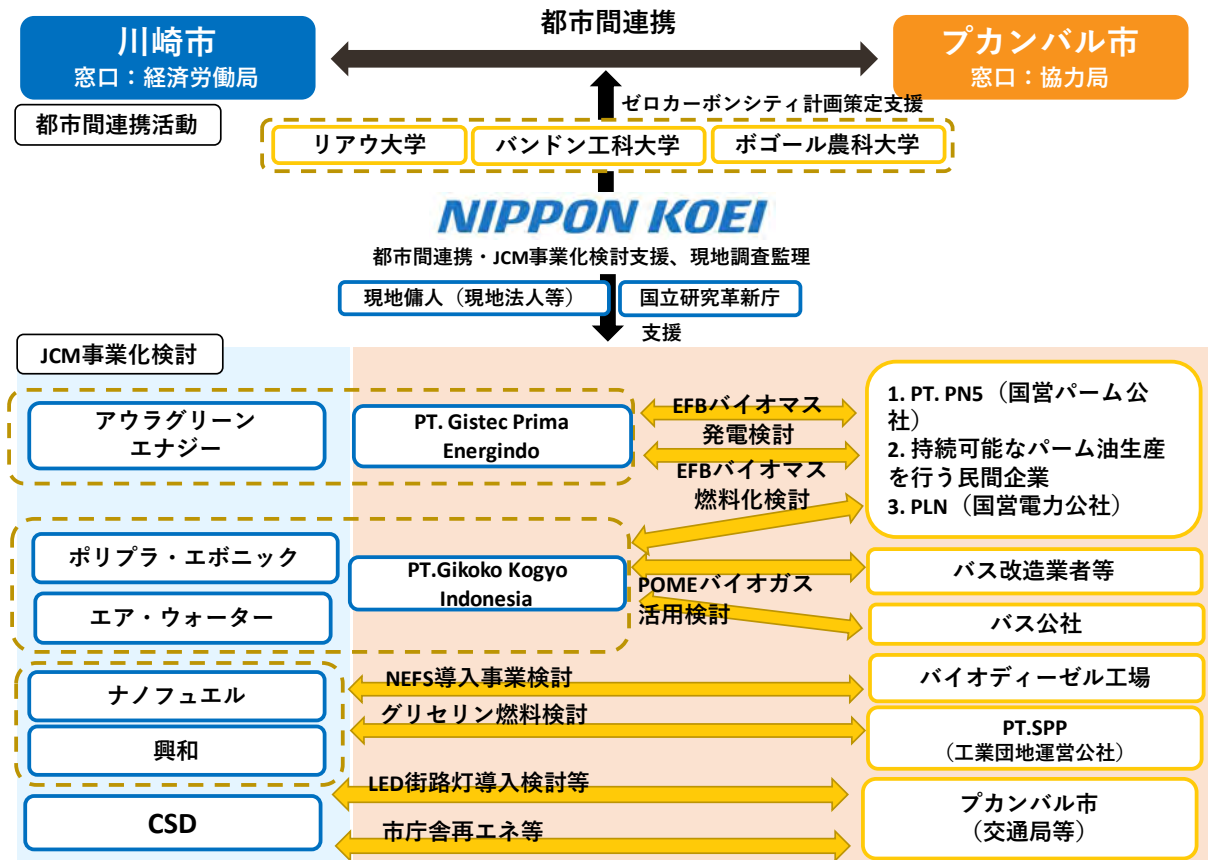 川崎市
窓口：経済労働局
都市間連携
プカンバル市
窓口：協力局
都市間連携活動
ゼロカーボンシティ計画策定支援
リアウ大学
バンドン工科大学
ボゴール農科大学
NIPPON KOEI
都市間連携・JCM事業化検討支援、現地調査監理
現地傭人（現地法人等）
国立研究革新庁
支援
JCM事業化検討
アウラグリーン
エナジー
PT. Gistec Prima
Energindo
EFBバイオマス
発電検討
EFBバイオマス
燃料化検討
1. PT. PN5（国営パーム公
社）
2. 持続可能なパーム油生産
を行う民間企業
3. PLN（国営電力公社）
ポリプラ・エボニック
エア・ウォーター
PT.Gikoko Kogyo
Indonesia
POMEバイオガス
活用検討
バス改造業者等
バス公社
ナノフュエル
興和
NEFS導入事業検討
グリセリン燃料検討
バイオディーゼル工場
PT.SPP
（工業団地運営公社）
CSD
LED街路灯導入検討等
市庁舎再エネ等
プカンバル市
（交通局等）